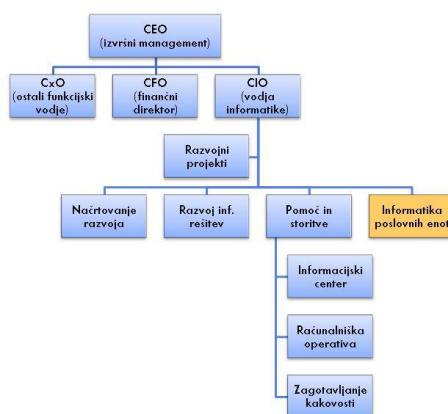 CEO
(izvršni management)
CxO
(ostali funkcijski
vodje)
CFO
(finančni
direktor)
CIO
(vodja
informatike)
Razvojni
projekti
Načrtovanje
razvoja
Razvoj inf.
rešitev
Pomoč in
storitve
Informatika
poslovnih enot
Informacijski
center
Računalniška
operativa
Zagotavljanje
kakovosti